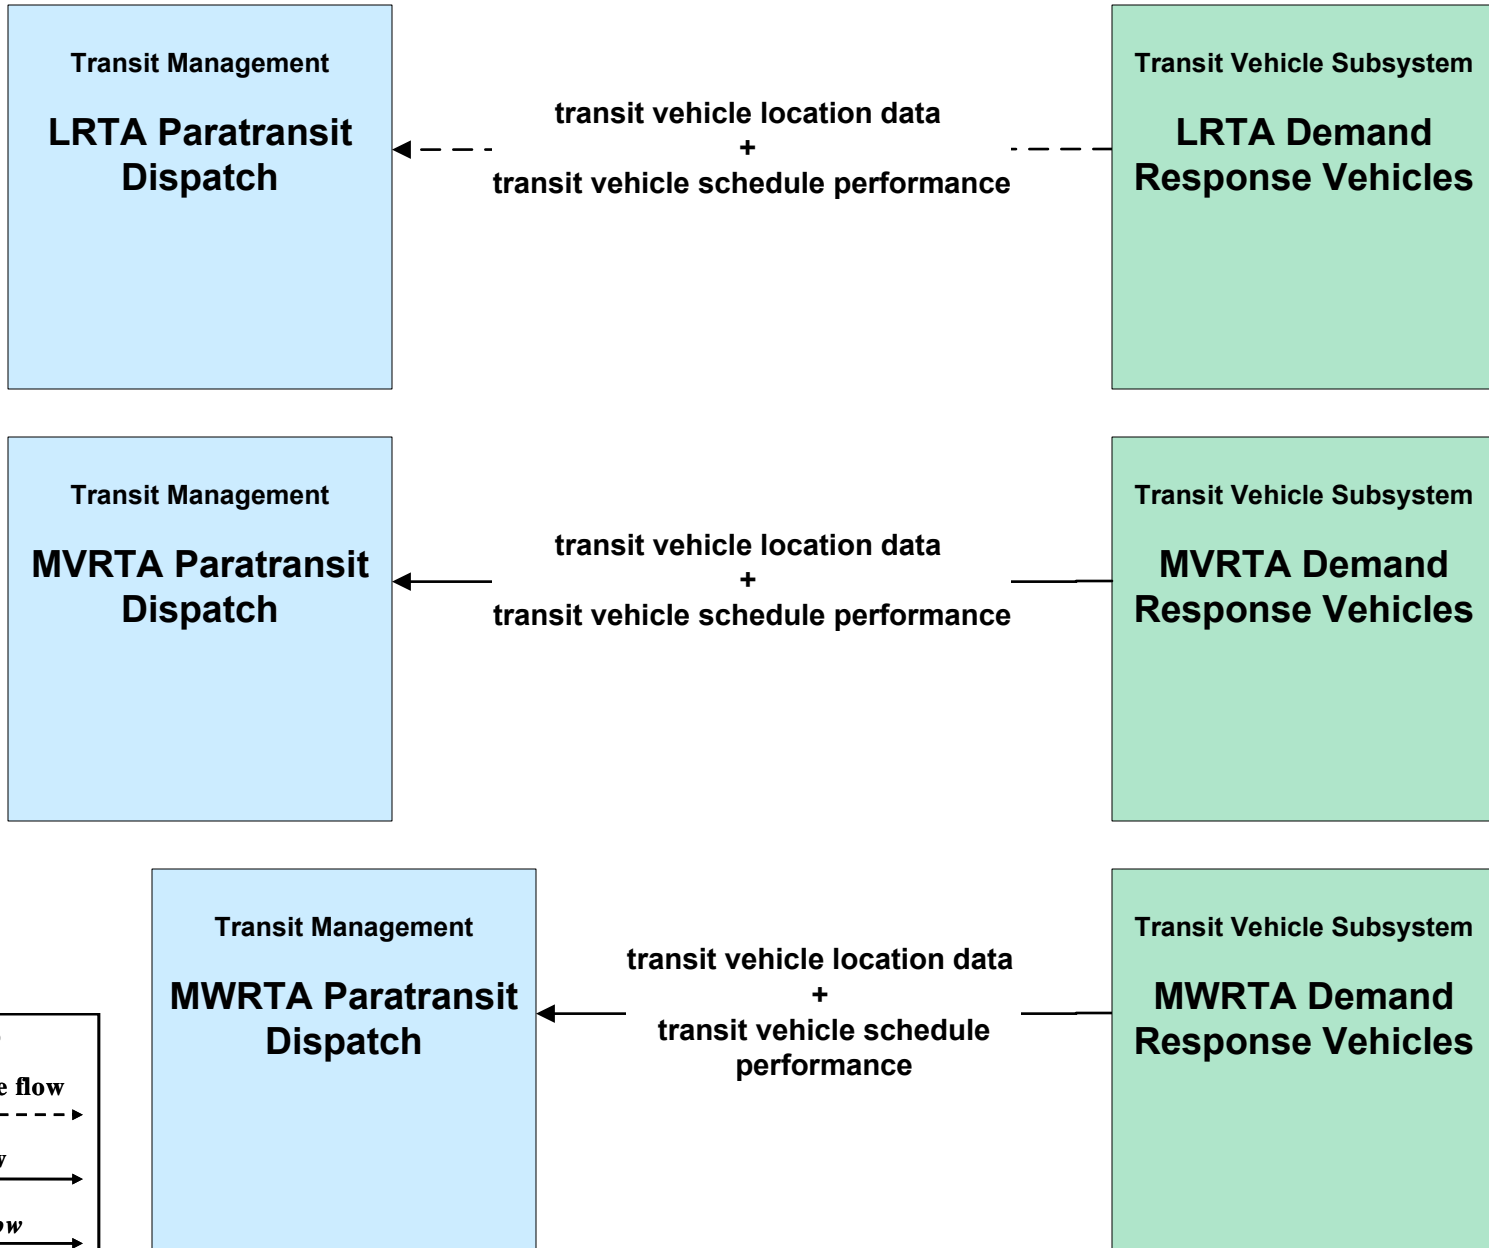 Transit Management
LRTA Paratransit
Dispatch
transit vehicle location data
+
transit vehicle schedule performance
Transit Vehicle Subsystem
LRTA Demand
Response Vehicles
Transit Management
MVRTA Paratransit
Dispatch
transit vehicle location data
+
transit vehicle schedule performance
Transit Vehicle Subsystem
MVRTA Demand
Response Vehicles
Transit Management
MWRTA Paratransit
Dispatch
transit vehicle location data
+
transit vehicle schedule
performance
Transit Vehicle Subsystem
MWRTA Demand
Response Vehicles
flow